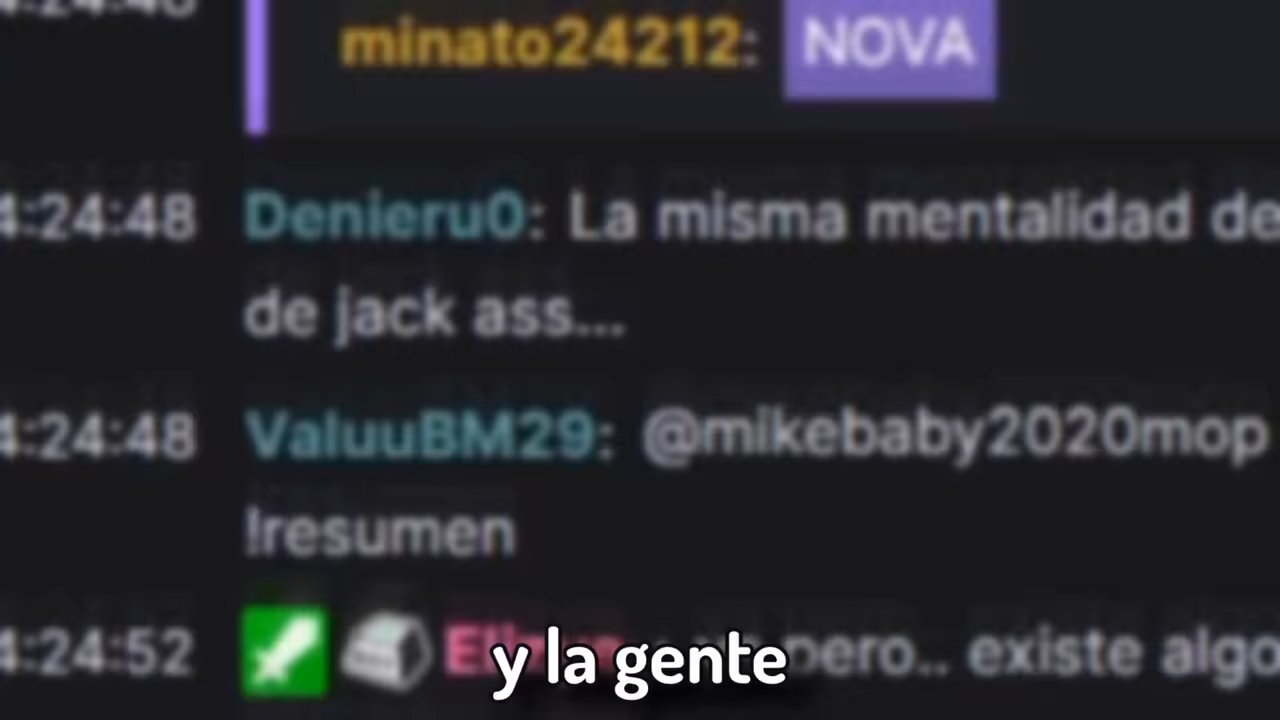 minato24212: NOVA
4:24:48 Denieru0: La misma mentalidad de
de jack ass...
4:24:48 ValuuBM29: @mikebaby2020mop
!resumen
4:24:52 pero.. existe algo
y la gente